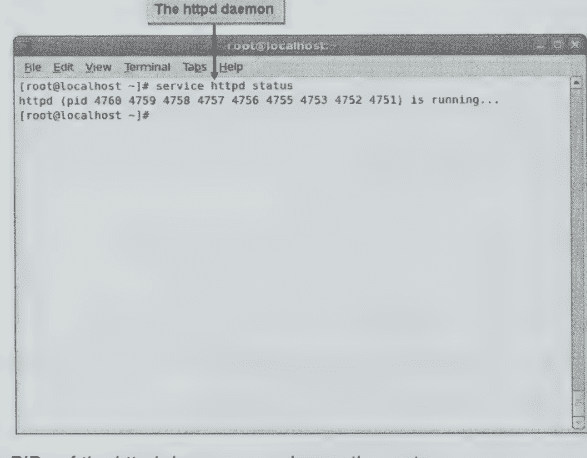 The httpd daemon
root@localhost:~
File Edit View Terminal Tabs Help
[root@localhost ~]# service httpd status
httpd (pid 4760 4759 4758 4757 4756 4755 4753 4752 4751) is running...
[root@localhost ~]#